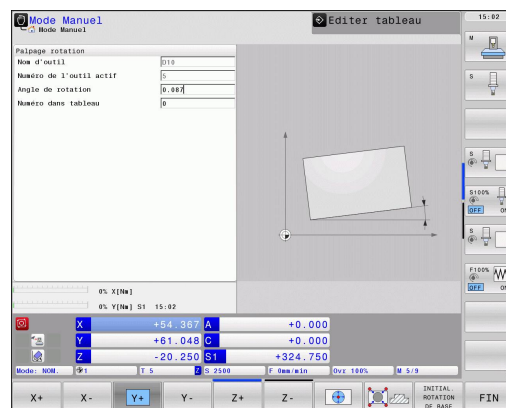 Mode Manuel
Mode Manuel
Editer tableau
15:02
Palpage rotation
Nom d'outil D10
Numéro de l'outil actif 5
Angle de rotation 0.087
Numéro dans tableau 0
M
S
S
S100%
OFF ON
S
F100%
OFF ON
0% X[Nm]
0% Y[Nm] S1 15:02
X +54.367 A +0.000
Y +61.048 C +0.000
Z -20.250 S1 +324.750
Mode: NOM. 1 T 5 Z S 2500 F 0mm/min Ovr 100% M 5/9
X+ X- Y+ Y- Z+ Z- INITIAL. ROTATION DE BASE FIN